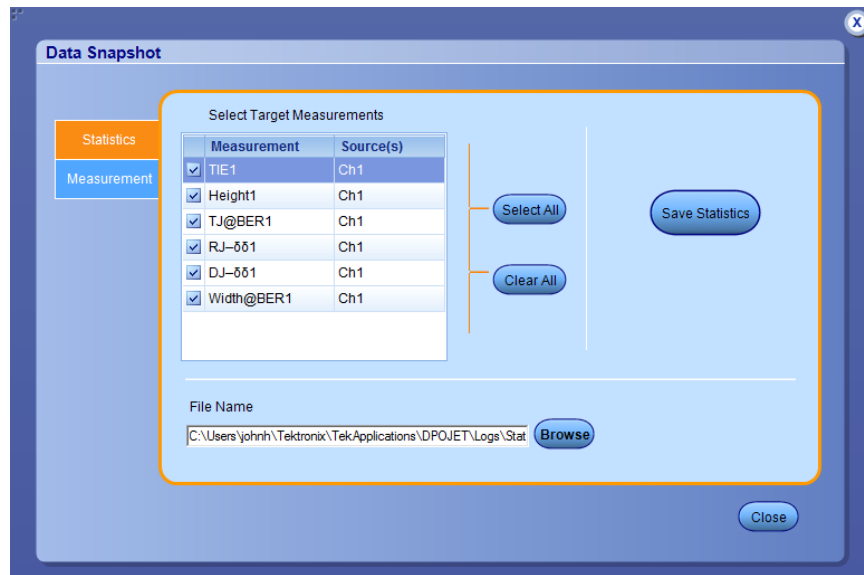 X
Data Snapshot
Statistics
Measurement
Select Target Measurements
Measurement Source(s)
TIE1 Ch1
Height1 Ch1
TJ@BER1 Ch1
RJ–δδ1 Ch1
DJ–δδ1 Ch1
Width@BER1 Ch1
Select All
Clear All
Save Statistics
File Name
C:\Users\johnh\Tektronix\TekApplications\DPOJET\Logs\Stat Browse
Close